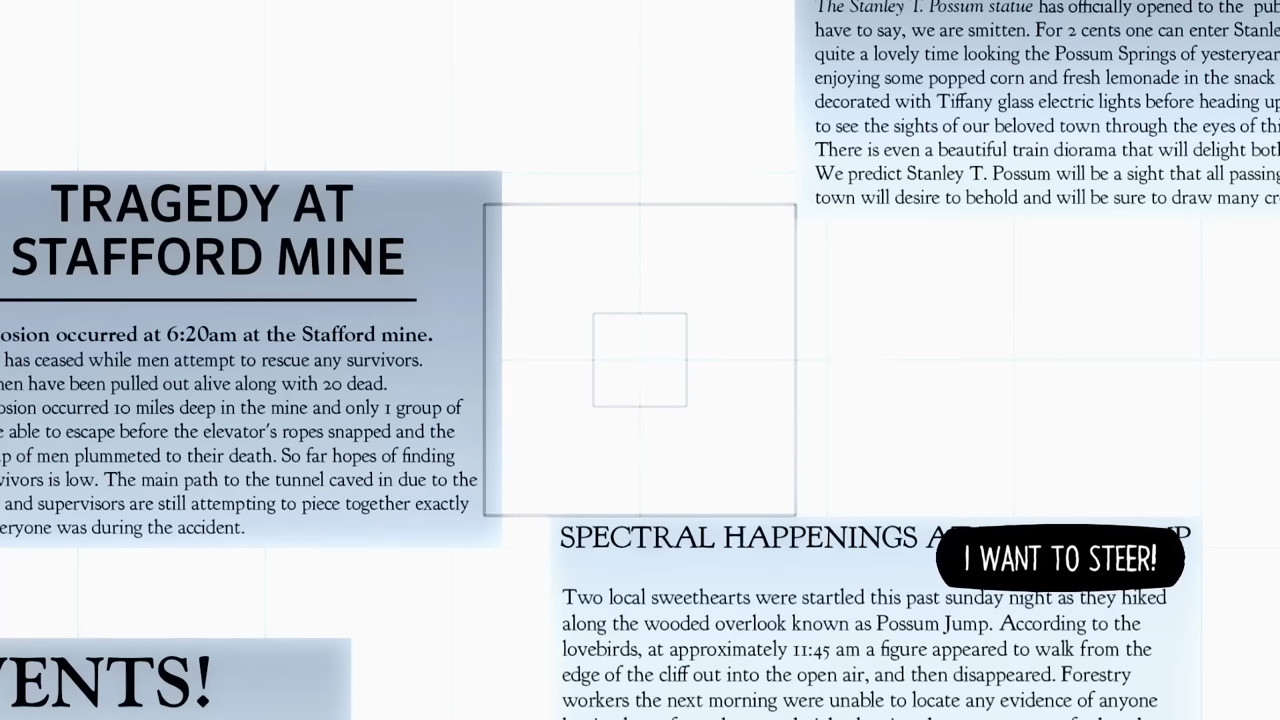 The Stanley T. Possum statue has officially opened to the pub
have to say, we are smitten. For 2 cents one can enter Stanle
quite a lovely time looking the Possum Springs of yesteryear
enjoying some popped corn and fresh lemonade in the snack
decorated with Tiffany glass electric lights before heading up
to see the sights of our beloved town through the eyes of thi
There is even a beautiful train diorama that will delight both
We predict Stanley T. Possum will be a sight that all passing
town will desire to behold and will be sure to draw many cr
TRAGEDY AT
STAFFORD MINE
osion occurred at 6:20am at the Stafford mine.
has ceased while men attempt to rescue any survivors.
men have been pulled out alive along with 20 dead.
osion occurred 10 miles deep in the mine and only 1 group of
e able to escape before the elevator's ropes snapped and the
up of men plummeted to their death. So far hopes of finding
vivors is low. The main path to the tunnel caved in due to the
and supervisors are still attempting to piece together exactly
eryone was during the accident.
SPECTRAL HAPPENINGS A
I WANT TO STEER!
Two local sweethearts were startled this past sunday night as they hiked
along the wooded overlook known as Possum Jump. According to the
lovebirds, at approximately 11:45 am a figure appeared to walk from the
edge of the cliff out into the open air, and then disappeared. Forestry
workers the next morning were unable to locate any evidence of anyone
VENTS!